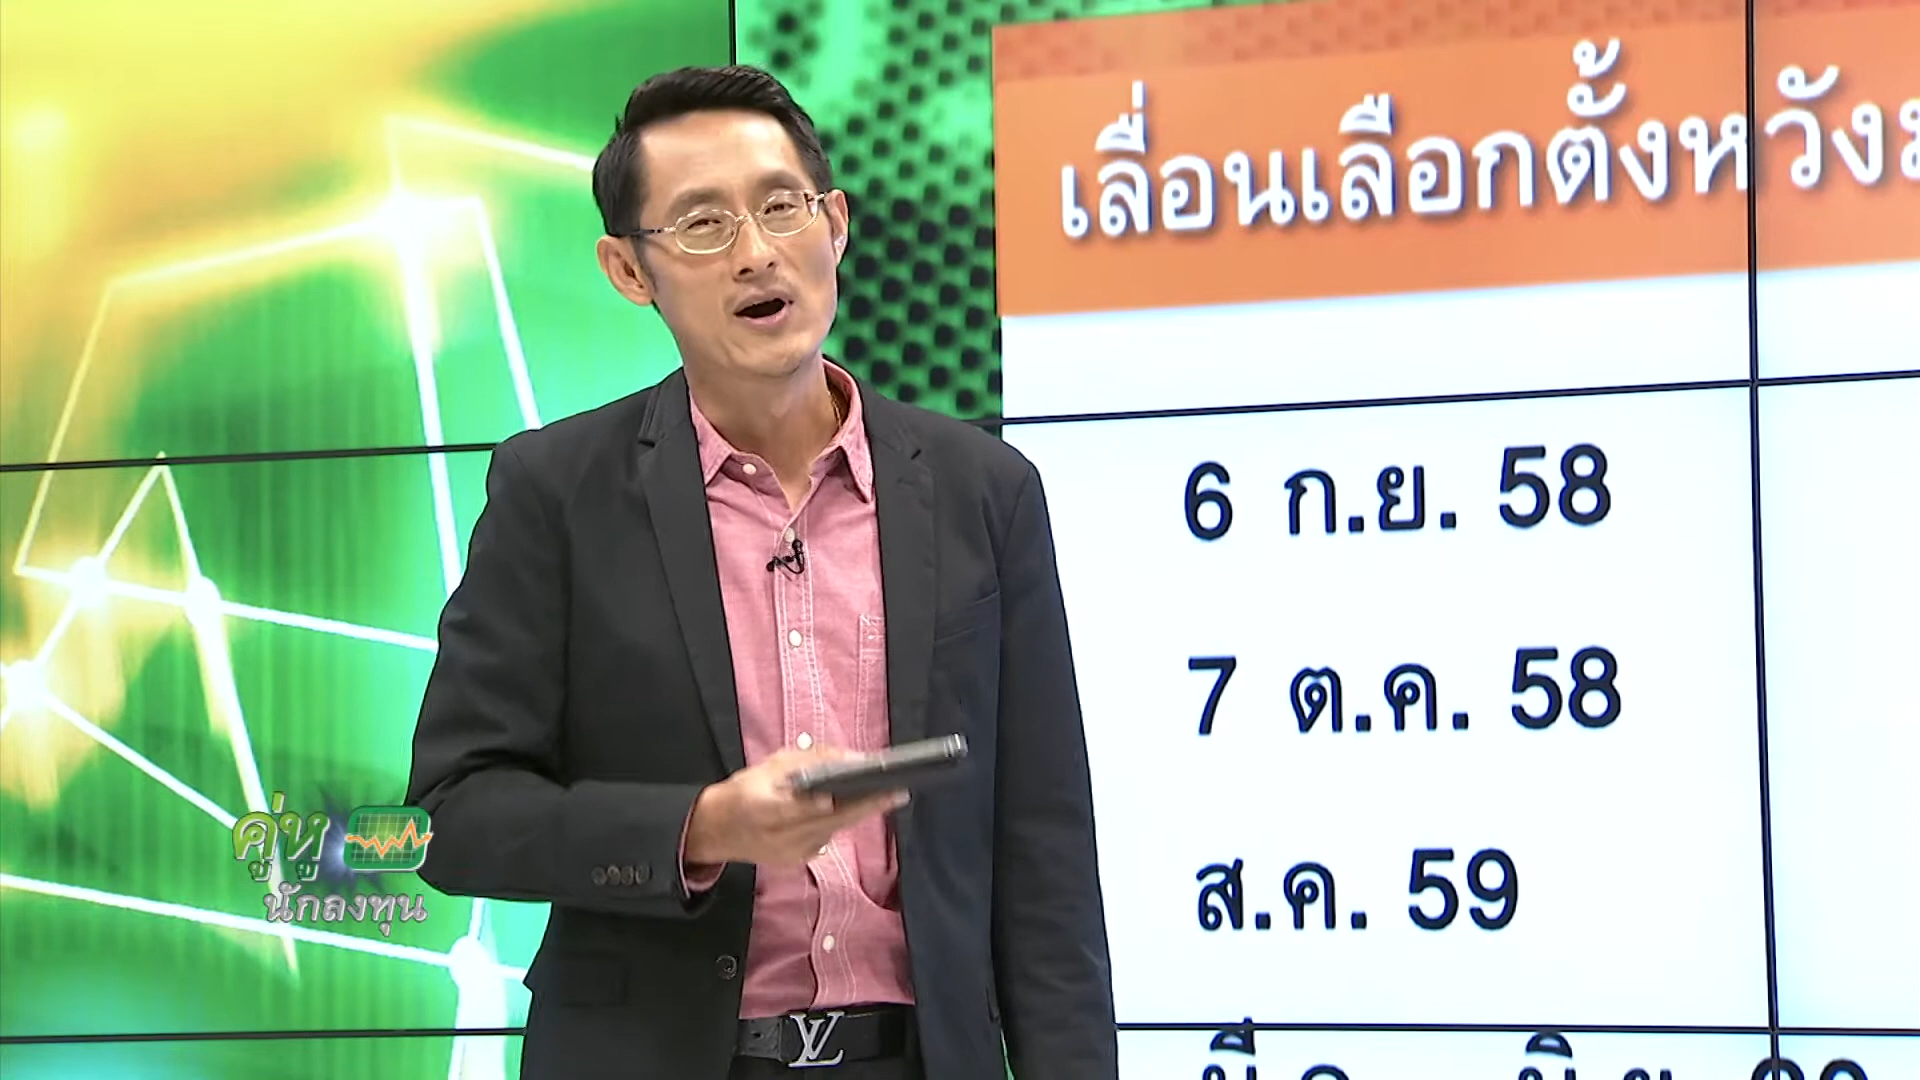 เลื่อนเลือกตั้งหวัง
6 ก.ย. 58
7 ต.ค. 58
ส.ค. 59
คู่หู
นักลงทุน
LV